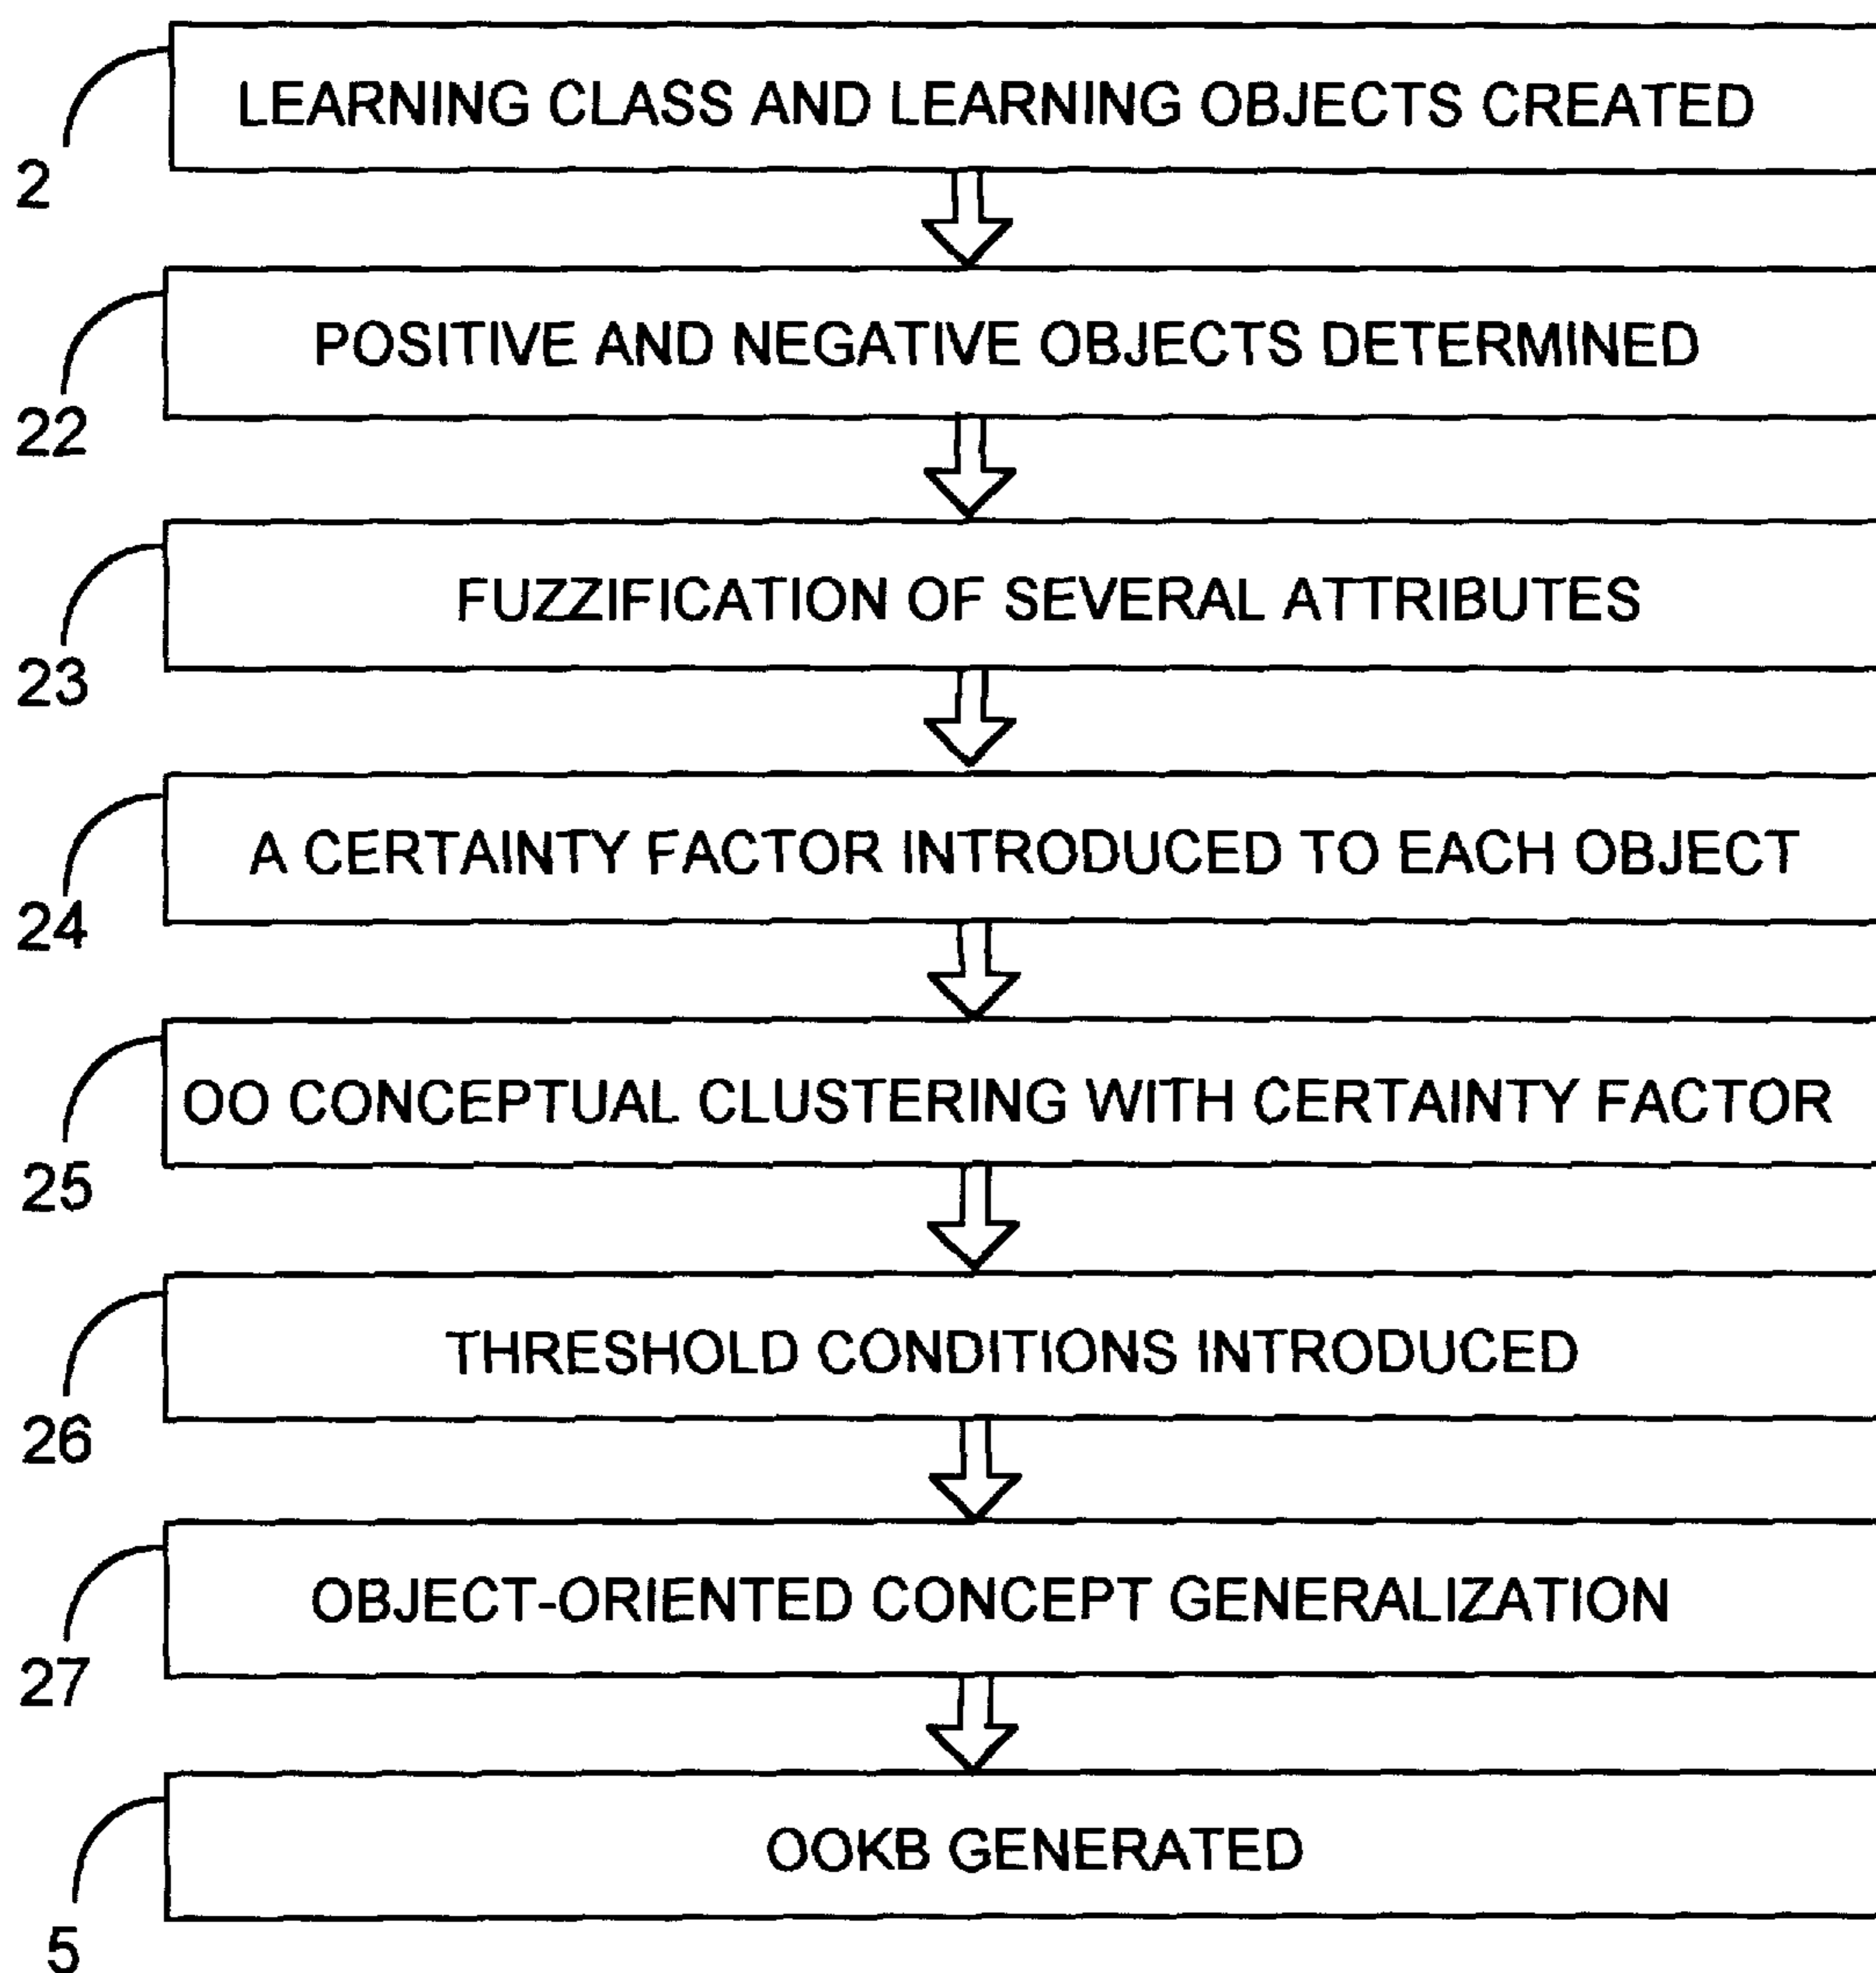 LEARNING CLASS AND LEARNING OBJECTS CREATED
2
POSITIVE AND NEGATIVE OBJECTS DETERMINED
22
FUZZIFICATION OF SEVERAL ATTRIBUTES
23
A CERTAINTY FACTOR INTRODUCED TO EACH OBJECT
24
OO CONCEPTUAL CLUSTERING WITH CERTAINTY FACTOR
25
THRESHOLD CONDITIONS INTRODUCED
26
OBJECT-ORIENTED CONCEPT GENERALIZATION
27
OOKB GENERATED
5